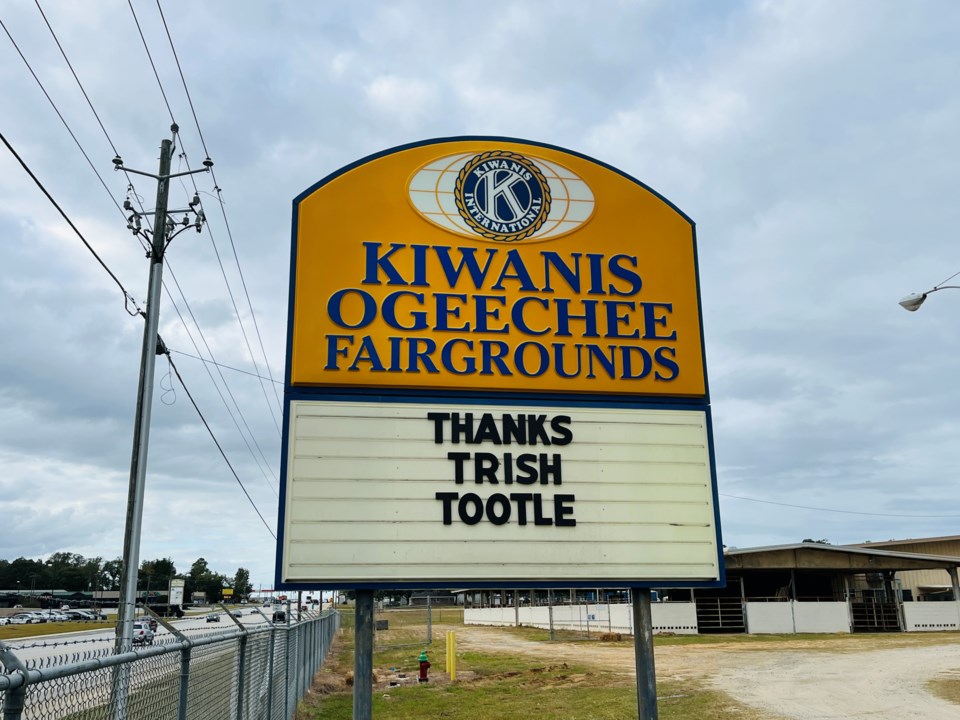 KIWANIS
INTERNATIONAL
K
KIWANIS
OGEECHEE
FAIRGROUNDS
THANKS
TRISH
TOOTLE